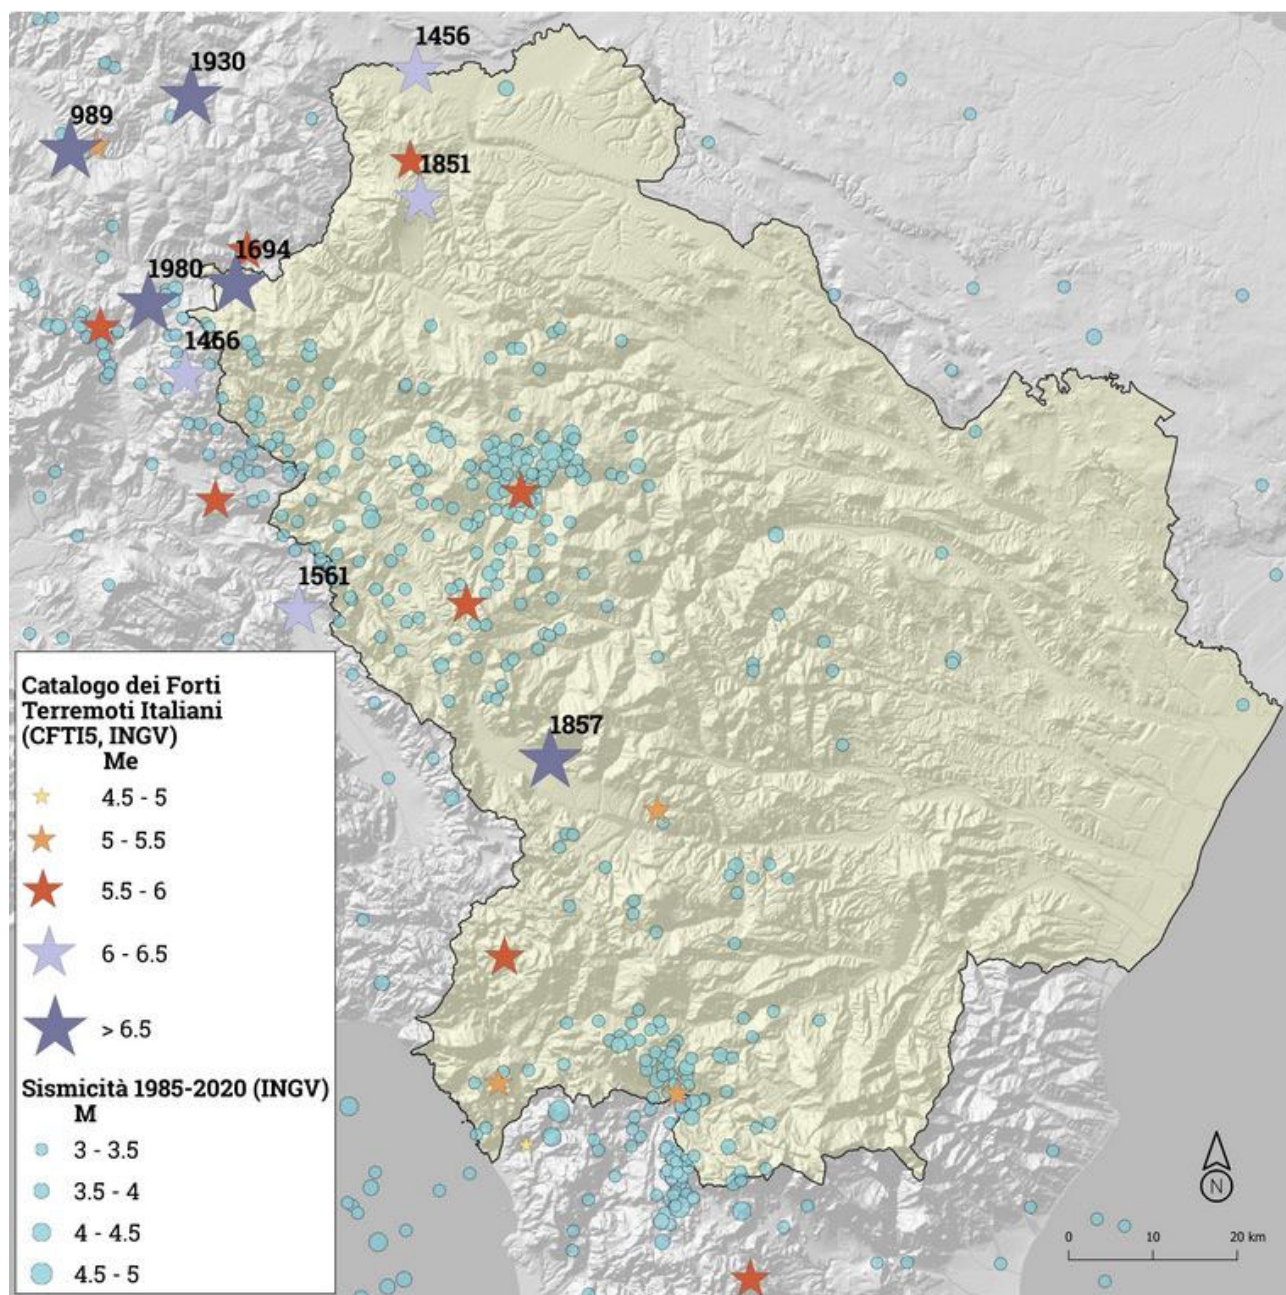 1456
1930
989
1851
1694
1980
1466
1561
1857
Catalogo dei Forti
Terremoti Italiani
(CFTI5, INGV)
Me
4.5 - 5
5 - 5.5
5.5 - 6
6 - 6.5
> 6.5
Sismicità 1985-2020 (INGV)
M
3 - 3.5
3.5 - 4
4 - 4.5
4.5 - 5
N
0 10 20 km